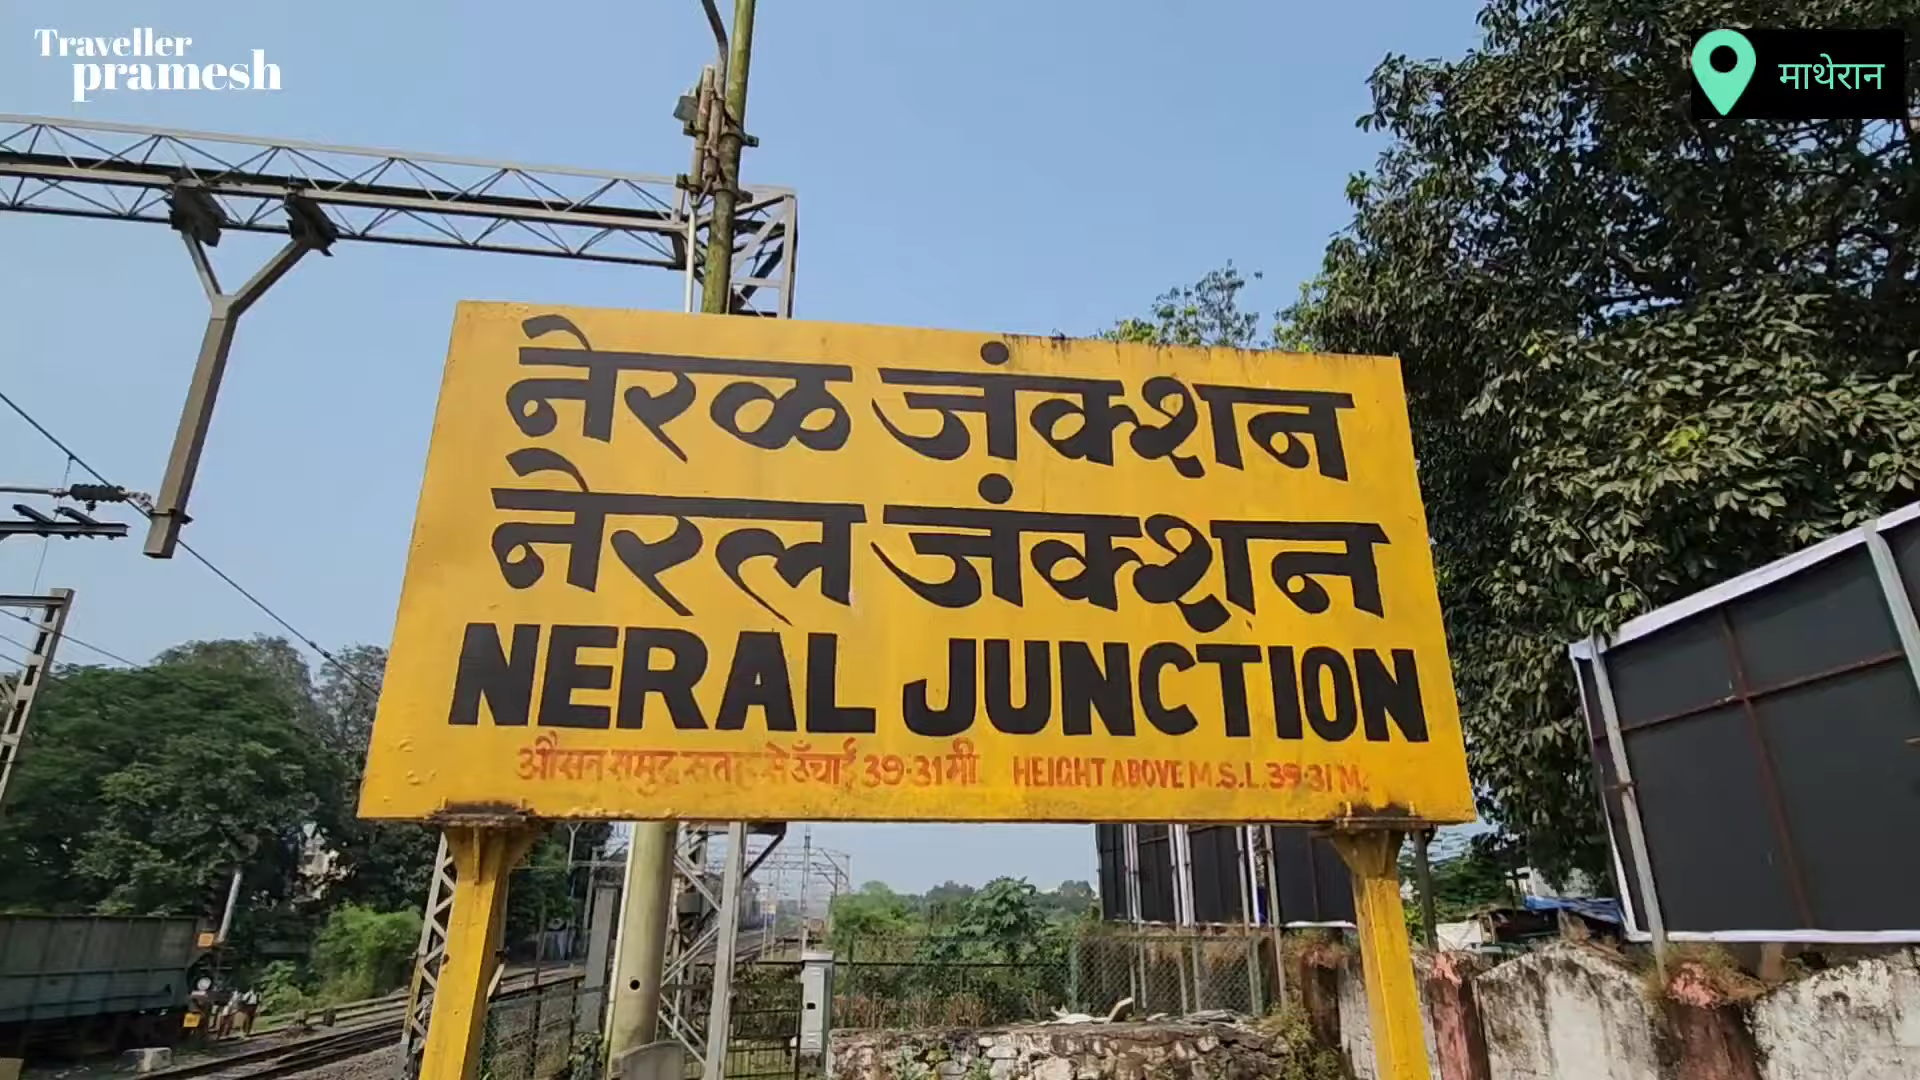 Traveller
pramesh
माथेरान
नेरळ जंक्शन
नेरल जंक्शन
NERAL JUNCTION
औसत समुद्र सतह से ऊँचाई 39·31 मी. HEIGHT ABOVE M.S.L. 39·31 M.